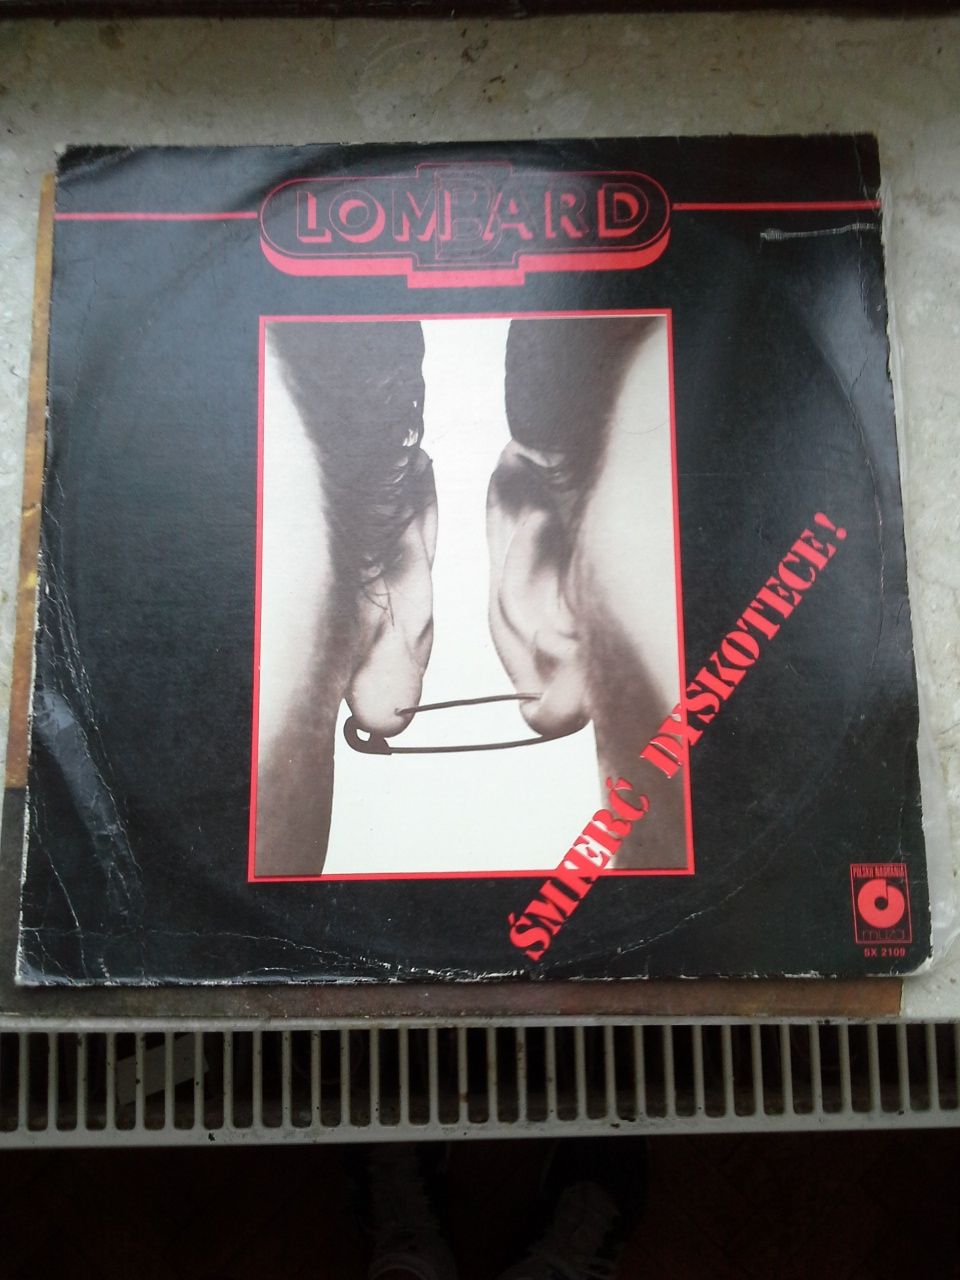 LOMBARD
ŚMIERĆ DYSKOTECE!
POLSKIE NAGRANIA
muza
SX 2109